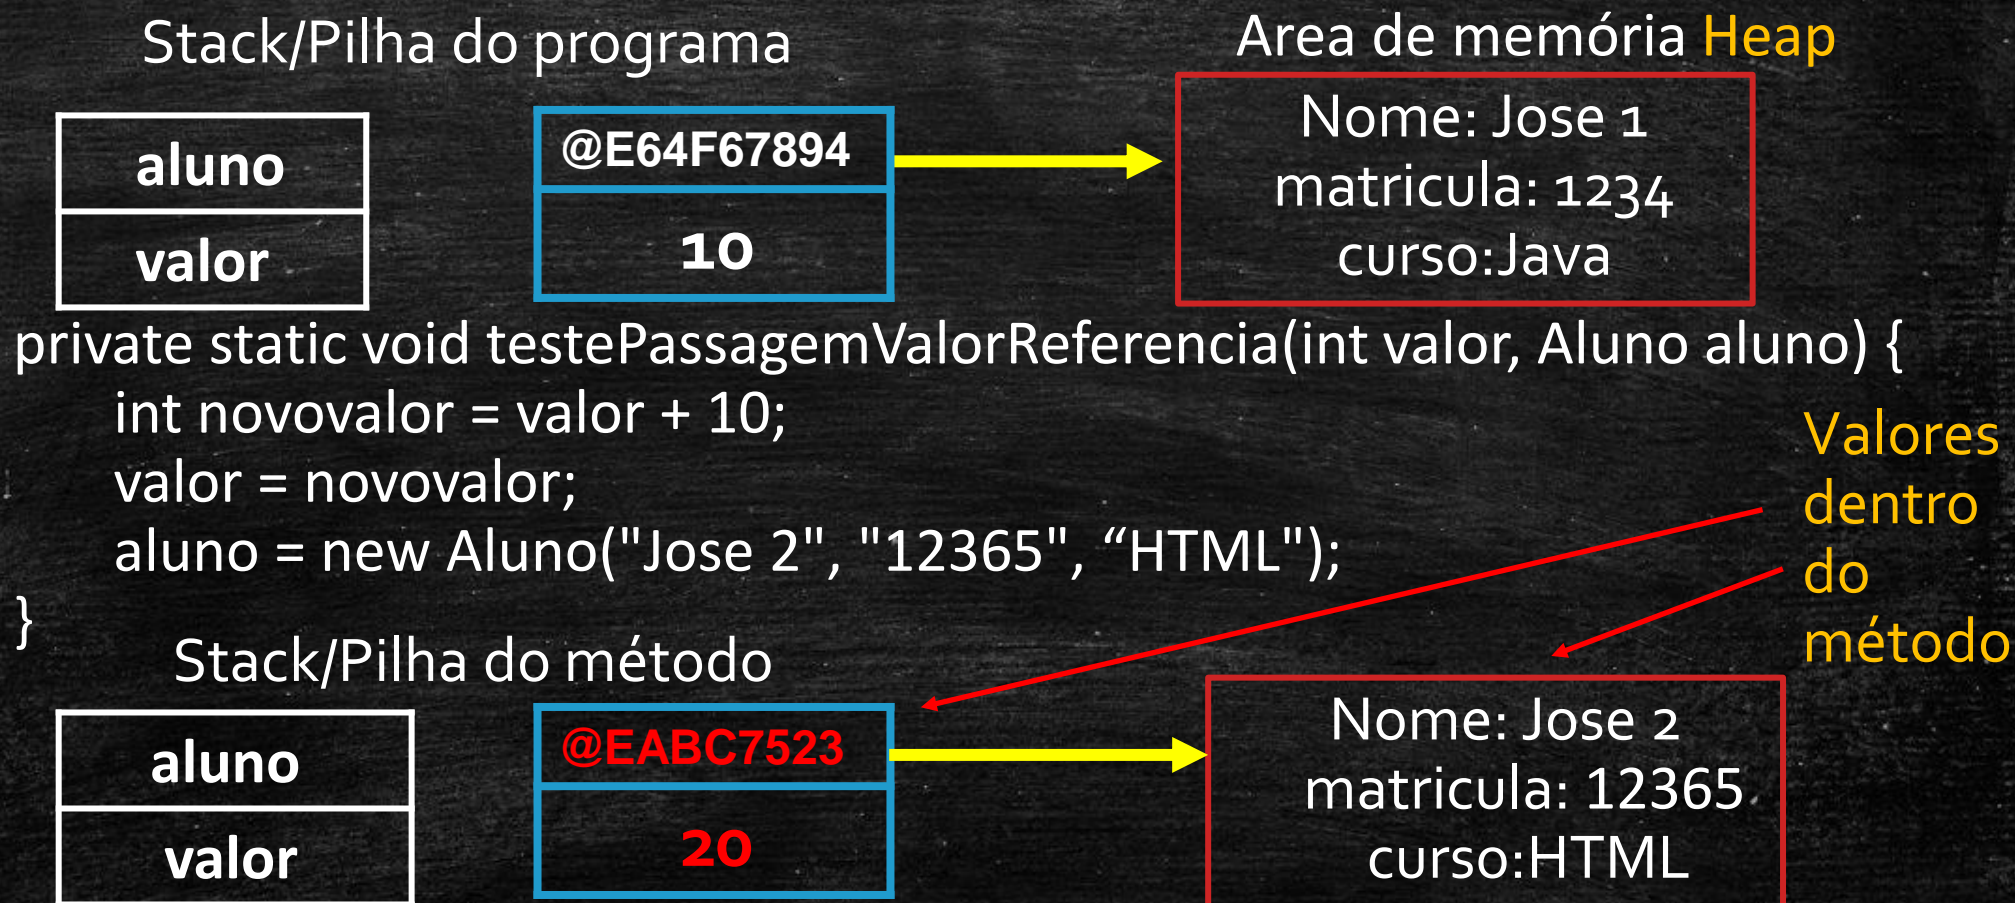 Stack/Pilha do programa
Area de memória Heap
aluno
@E64F67894
valor
10
Nome: Jose 1
matricula: 1234
curso:Java
private static void testePassagemValorReferencia(int valor, Aluno aluno) {
int novovalor = valor + 10;
valor = novovalor;
aluno = new Aluno("Jose 2", "12365", “HTML");
}
Valores
dentro
do
método
Stack/Pilha do método
aluno
@EABC7523
valor
20
Nome: Jose 2
matricula: 12365
curso:HTML